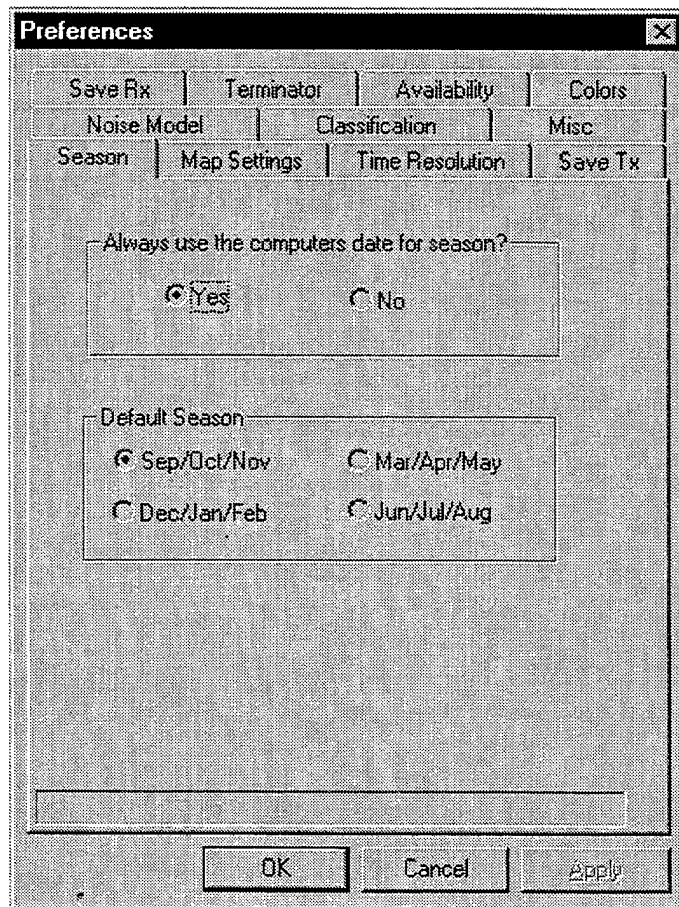 Preferences
Save Rx Terminator Availability Colors
Noise Model Classification Misc
Season Map Settings Time Resolution Save Tx
Always use the computers date for season?
Yes No
Default Season
Sep/Oct/Nov Mar/Apr/May
Dec/Jan/Feb Jun/Jul/Aug
OK Cancel Apply